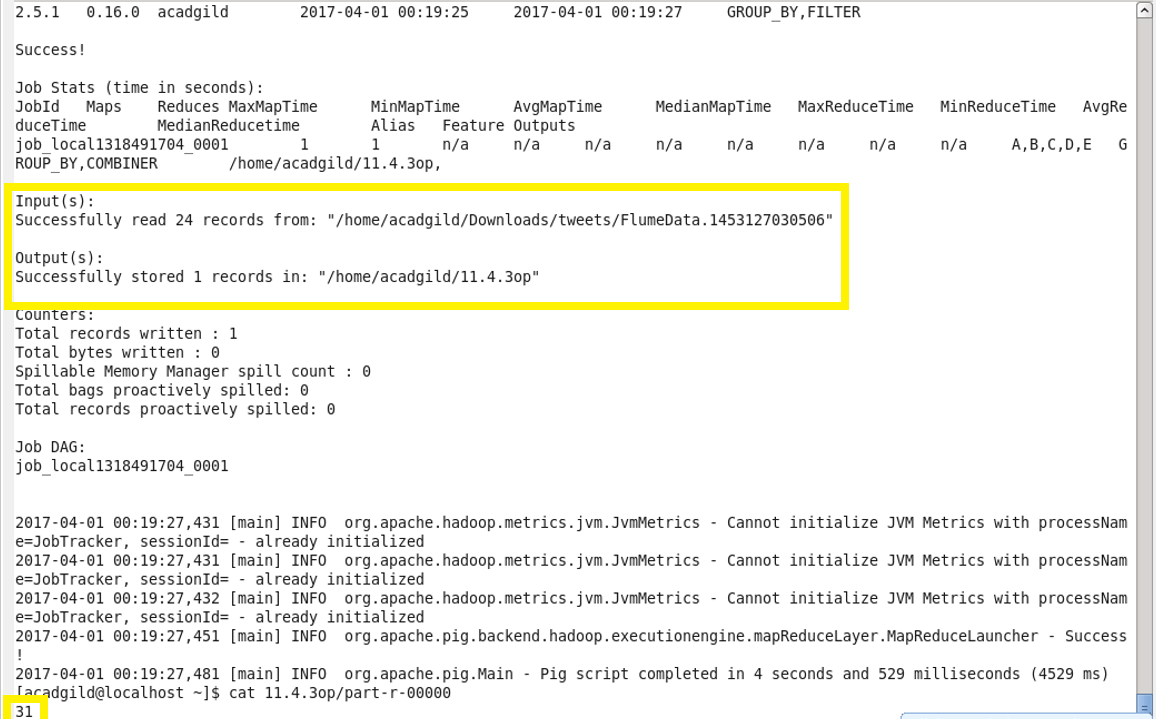 2.5.1   0.16.0  acadgild        2017-04-01 00:19:25     2017-04-01 00:19:27     GROUP_BY,FILTER
Success!
Job Stats (time in seconds):
JobId   Maps    Reduces MaxMapTime      MinMapTime      AvgMapTime      MedianMapTime   MaxReduceTime   MinReduceTime   AvgRe
duceTime        MedianReducetime        Alias   Feature Outputs
job_local1318491704_0001        1       1       n/a     n/a     n/a     n/a     n/a     n/a     n/a     n/a     A,B,C,D,E   G
ROUP_BY,COMBINER        /home/acadgild/11.4.3op,
Input(s):
Successfully read 24 records from: "/home/acadgild/Downloads/tweets/FlumeData.1453127030506"
Output(s):
Successfully stored 1 records in: "/home/acadgild/11.4.3op"
Counters:
Total records written : 1
Total bytes written : 0
Spillable Memory Manager spill count : 0
Total bags proactively spilled: 0
Total records proactively spilled: 0
Job DAG:
job_local1318491704_0001
2017-04-01 00:19:27,431 [main] INFO  org.apache.hadoop.metrics.jvm.JvmMetrics - Cannot initialize JVM Metrics with processNam
e=JobTracker, sessionId= - already initialized
2017-04-01 00:19:27,431 [main] INFO  org.apache.hadoop.metrics.jvm.JvmMetrics - Cannot initialize JVM Metrics with processNam
e=JobTracker, sessionId= - already initialized
2017-04-01 00:19:27,432 [main] INFO  org.apache.hadoop.metrics.jvm.JvmMetrics - Cannot initialize JVM Metrics with processNam
e=JobTracker, sessionId= - already initialized
2017-04-01 00:19:27,451 [main] INFO  org.apache.pig.backend.hadoop.executionengine.mapReduceLayer.MapReduceLauncher - Success
!
2017-04-01 00:19:27,481 [main] INFO  org.apache.pig.Main - Pig script completed in 4 seconds and 529 milliseconds (4529 ms)
[acadgild@localhost ~]$ cat 11.4.3op/part-r-00000
31